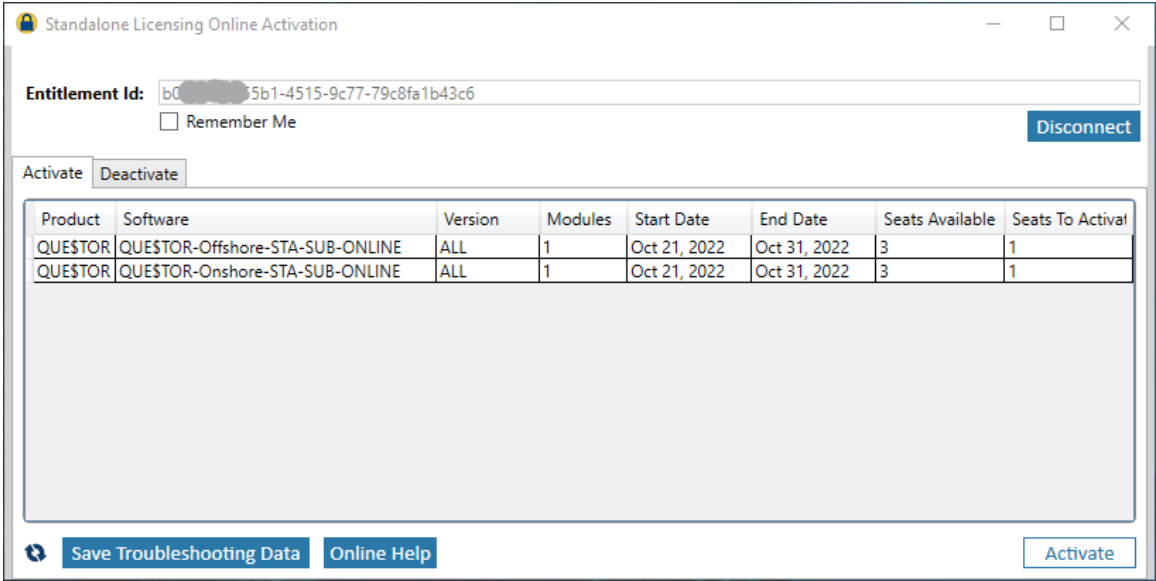 Standalone Licensing Online Activation
Entitlement Id: b0 5b1-4515-9c77-79c8fa1b43c6
Remember Me
Disconnect
Activate Deactivate
Product Software Version Modules Start Date End Date Seats Available Seats To Activat
QUE$TOR QUE$TOR-Offshore-STA-SUB-ONLINE ALL 1 Oct 21, 2022 Oct 31, 2022 3 1
QUE$TOR QUE$TOR-Onshore-STA-SUB-ONLINE ALL 1 Oct 21, 2022 Oct 31, 2022 3 1
Save Troubleshooting Data Online Help Activate